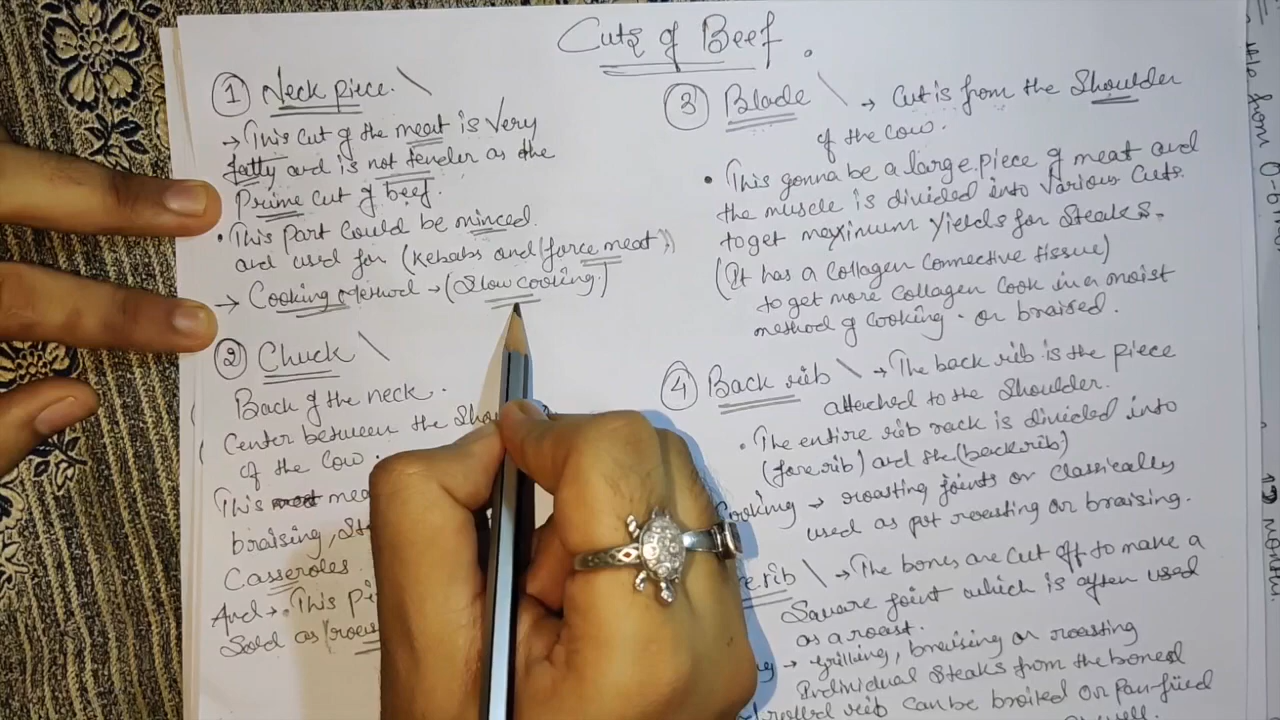 Cuts of Beef.
① Neck piece.
→ This cut of the meat is very
fatty and is not tender as the
Prime cut of beef.
• This part could be minced.
and used for (Kebabs and (force meat))
→ Cooking Method → (Slow cooking.)
② Chuck
Back of the neck.
Center between the
of the cow.
This
braising,
Casseroles
And → • This
Sold as
③ Blade → Cut is from the Shoulder
of the cow.
• This gonna be a large piece of meat and
the muscle is divided into various cuts.
to get maximum yields for steaks.
(It has a collagen connective tissue)
to get more collagen cook in a moist
method of cooking. or braised.
④ Back rib → The back rib is the piece
attached to the shoulder.
• The entire rib rack is divided into
(fore rib) and the (back rib)
Cooking → roasting joints or classically
used as pot roasting or braising.
rib → The bones are cut off to make a
Square joint which is often used
as a roast.
→ grilling, braising or roasting
Individual steaks from the boned
rib can be broiled or pan-fried
well.
from